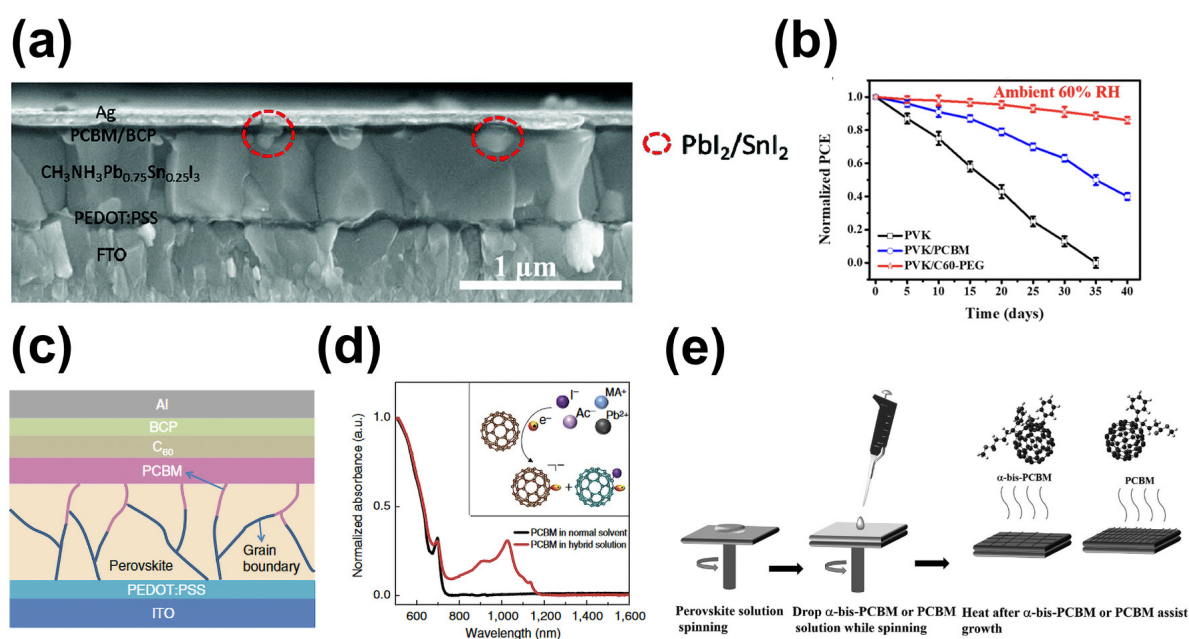 (a)
Ag
PCBM/BCP
CH₃NH₃Pb₀.₇₅Sn₀.₂₅I₃
PEDOT:PSS
FTO
1 µm
PbI₂/SnI₂
(b)
Ambient 60% RH
Normalized PCE
1.0
0.8
0.6
0.4
0.2
0.0
PVK
PVK/PCBM
PVK/C60-PEG
0 5 10 15 20 25 30 35 40
Time (days)
(c)
Al
BCP
C₆₀
PCBM
Grain
boundary
Perovskite
PEDOT:PSS
ITO
(d)
Normalized absorbance (a.u.)
1.0
0.5
0.0
I⁻
MA⁺
e⁻
Ac⁻
Pb²⁺
+
PCBM in normal solvent
PCBM in hybrid solution
600 800 1,000 1,200 1,400 1,600
Wavelength (nm)
(e)
α-bis-PCBM
PCBM
Perovskite solution
spinning
Drop α-bis-PCBM or PCBM
solution while spinning
Heat after α-bis-PCBM or PCBM assist
growth